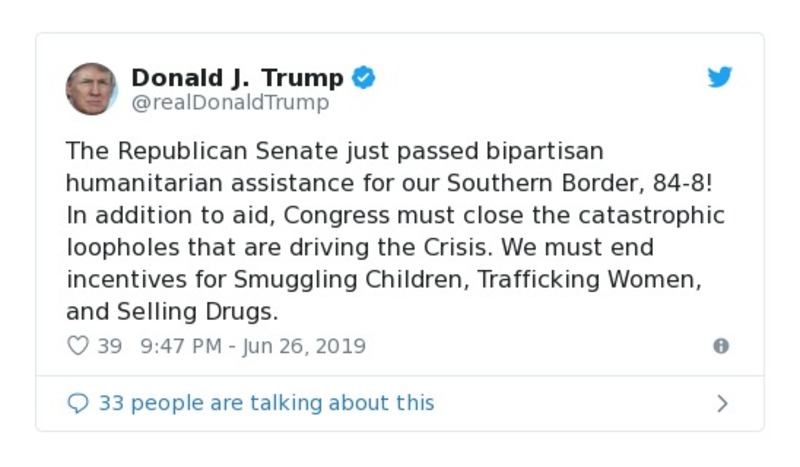 Donald J. Trump
@realDonaldTrump
The Republican Senate just passed bipartisan
humanitarian assistance for our Southern Border, 84-8!
In addition to aid, Congress must close the catastrophic
loopholes that are driving the Crisis. We must end
incentives for Smuggling Children, Trafficking Women,
and Selling Drugs.
39 9:47 PM - Jun 26, 2019
33 people are talking about this